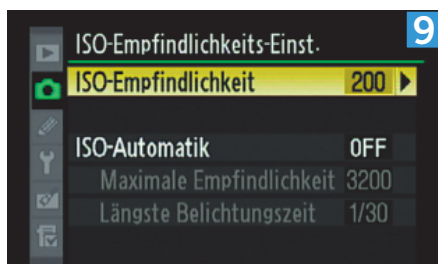 9
ISO-Empfindlichkeits-Einst.
ISO-Empfindlichkeit 200
ISO-Automatik OFF
Maximale Empfindlichkeit 3200
Längste Belichtungszeit 1/30